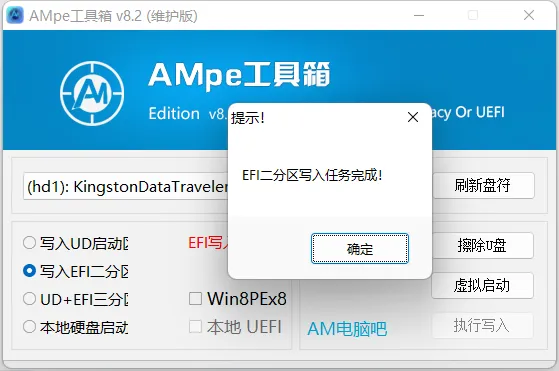 AMpe工具箱 v8.2 (维护版)
AM
AMpe工具箱
Edition v8.
acy Or UEFI
提示!
EFI二分区写入任务完成!
确定
(hd1): KingstonDataTraveler
刷新盘符
写入UD启动
EFI写
擦除U盘
写入EFI二分
虚拟启动
UD+EFI三分
Win8PEx8
执行写入
本地硬盘启动
本地 UEFI
AM电脑吧